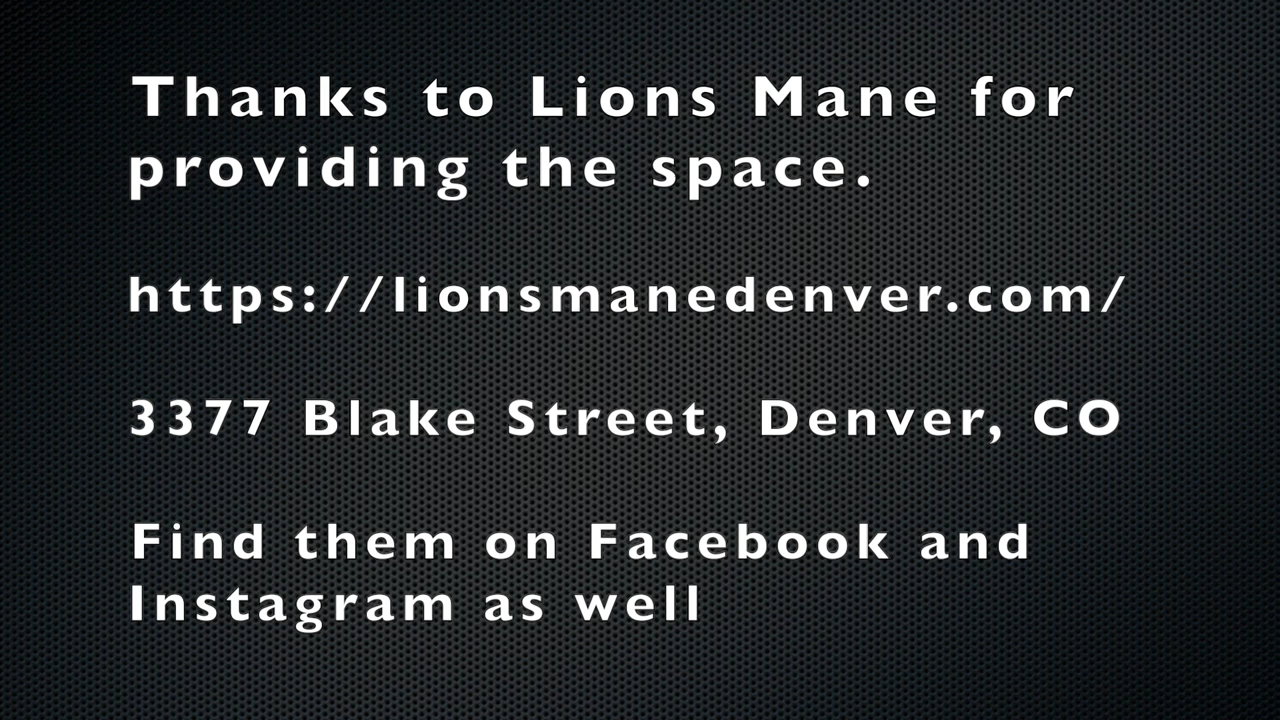 Thanks to Lions Mane for
providing the space.
https://lionsmanedenver.com/
3377 Blake Street, Denver, CO
Find them on Facebook and
Instagram as well